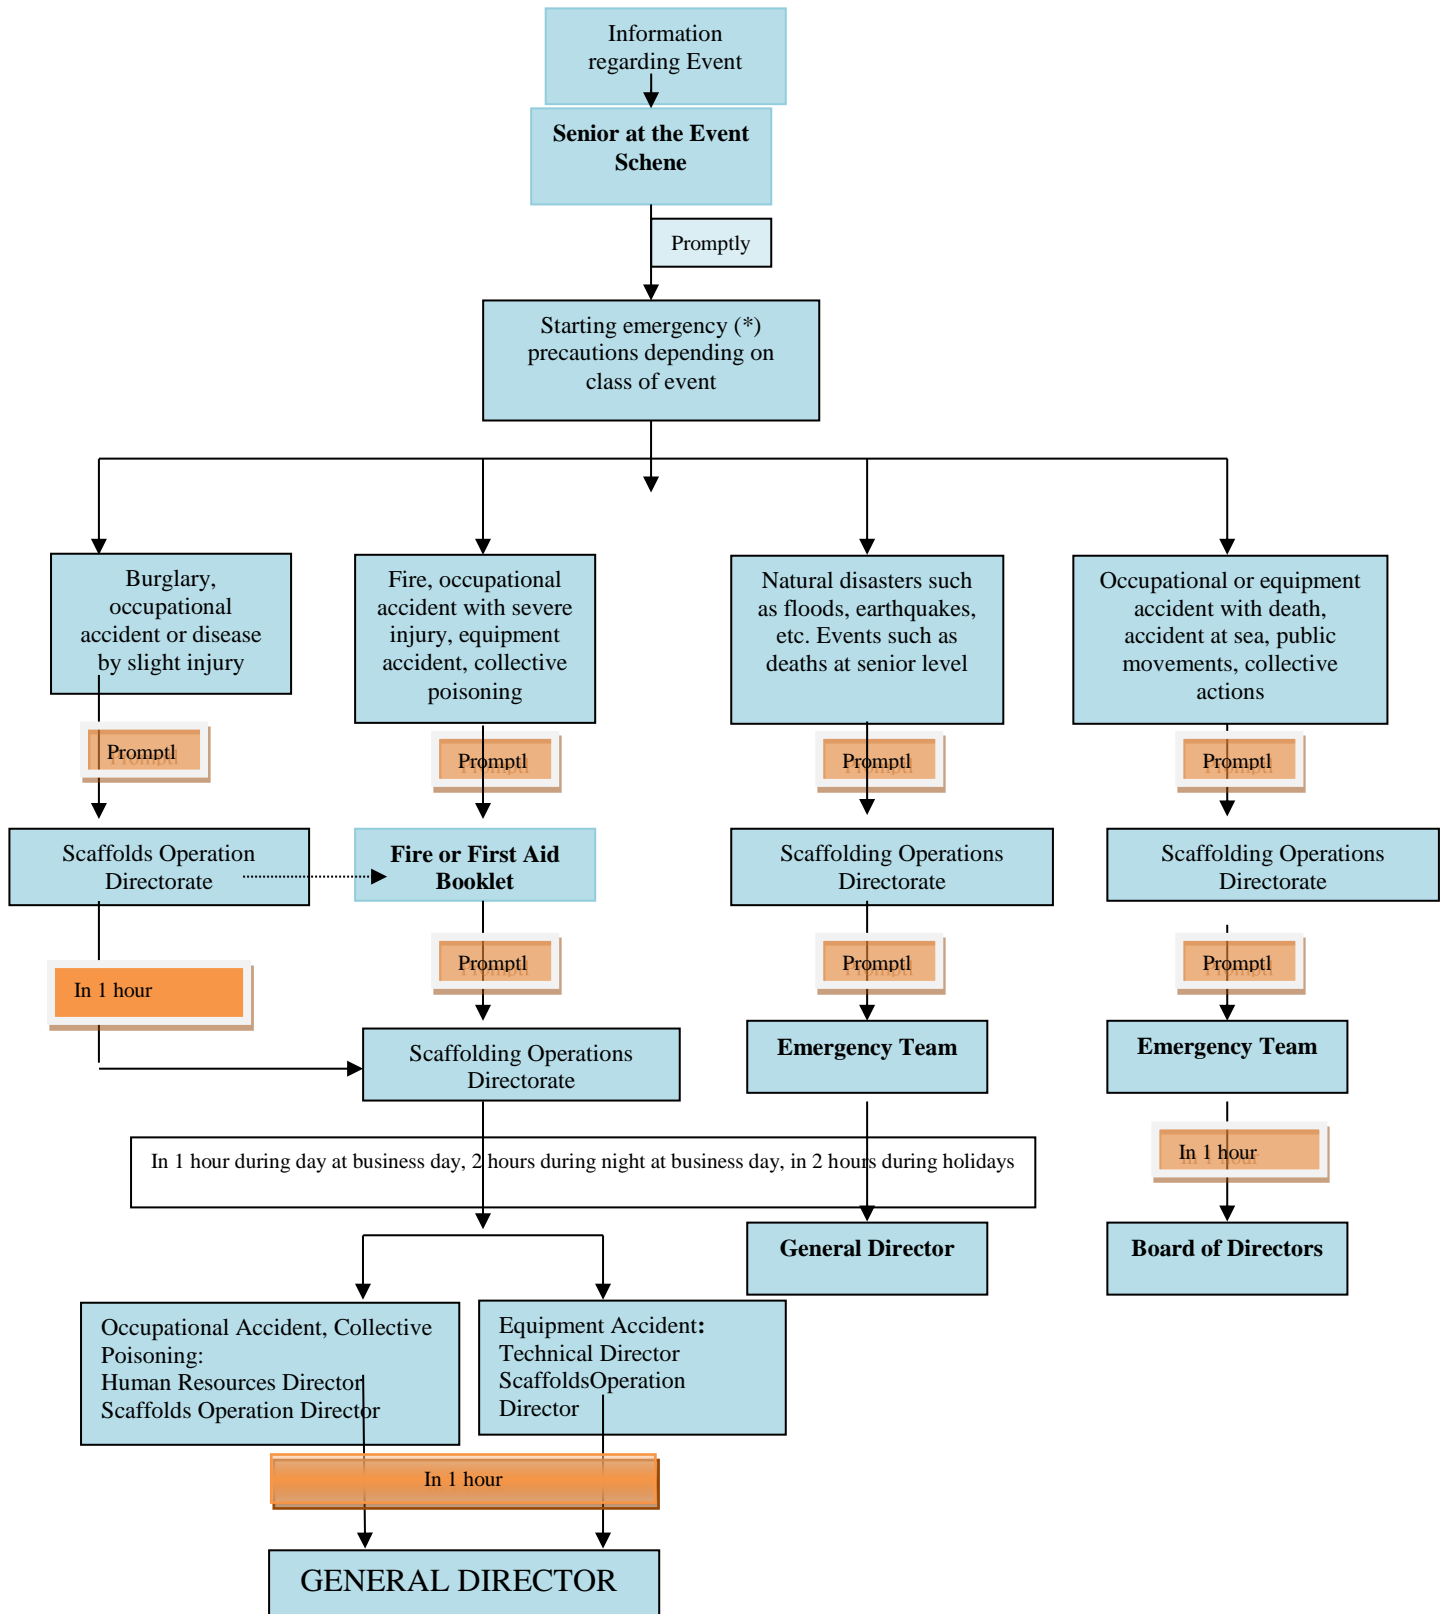 Information
regarding Event
Senior at the Event
Schene
Promptly
Starting emergency (*)
precautions depending on
class of event
Burglary,
occupational
accident or disease
by slight injury
Fire, occupational
accident with severe
injury, equipment
accident, collective
poisoning
Natural disasters such
as floods, earthquakes,
etc. Events such as
deaths at senior level
Occupational or equipment
accident with death,
accident at sea, public
movements, collective
actions
Promptl
Promptl
Promptl
Promptl
Scaffolds Operation
Directorate
Fire or First Aid
Booklet
Scaffolding Operations
Directorate
Scaffolding Operations
Directorate
In 1 hour
Promptl
Promptl
Promptl
Scaffolding Operations
Directorate
Emergency Team
Emergency Team
In 1 hour during day at business day, 2 hours during night at business day, in 2 hours during holidays
In 1 hour
General Director
Board of Directors
Occupational Accident, Collective
Poisoning:
Human Resources Director
Scaffolds Operation Director
Equipment Accident:
Technical Director
ScaffoldsOperation
Director
In 1 hour
GENERAL DIRECTOR